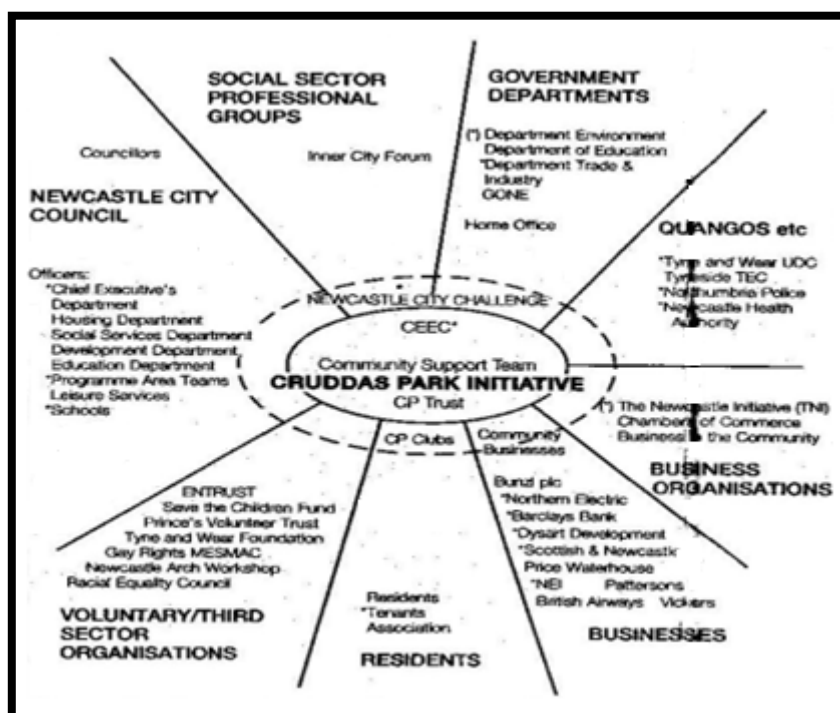 SOCIAL SECTOR
PROFESSIONAL
GROUPS
Inner City Forum
GOVERNMENT
DEPARTMENTS
(*) Department Environment
Department of Education
*Department Trade &
Industry
GONE
Home Office
Councillors
NEWCASTLE CITY
COUNCIL
Officers:
*Chief Executive's
Department
Housing Department
Social Services Department
Development Department
Education Department
*Programme Area Teams
Leisure Services
*Schools
QUANGOS etc
*Tyne and Wear UDC
Tyneside TEC
*Northumbria Police
*Newcastle Health
Authority
NEWCASTLE CITY CHALLENGE
CEEC*
Community Support Team
CRUDDAS PARK INITIATIVE
CP Trust
CP Clubs
Community
Businesses
(*) The Newcastle Initiative (TNI)
Chambers of Commerce
Business in the Community
BUSINESS
ORGANISATIONS
ENTRUST
Save the Children Fund
Prince's Volunteer Trust
Tyne and Wear Foundation
Gay Rights MESMAC
Newcastle Arch Workshop
Racial Equality Council
VOLUNTARY/THIRD
SECTOR
ORGANISATIONS
Residents
*Tenants
Association
RESIDENTS
Bunzl plc
*Northern Electric
*Barclays Bank
*Dysart Development
*Scottish & Newcastle
Price Waterhouse
*NEI Pattersons
British Airways Vickers
BUSINESSES